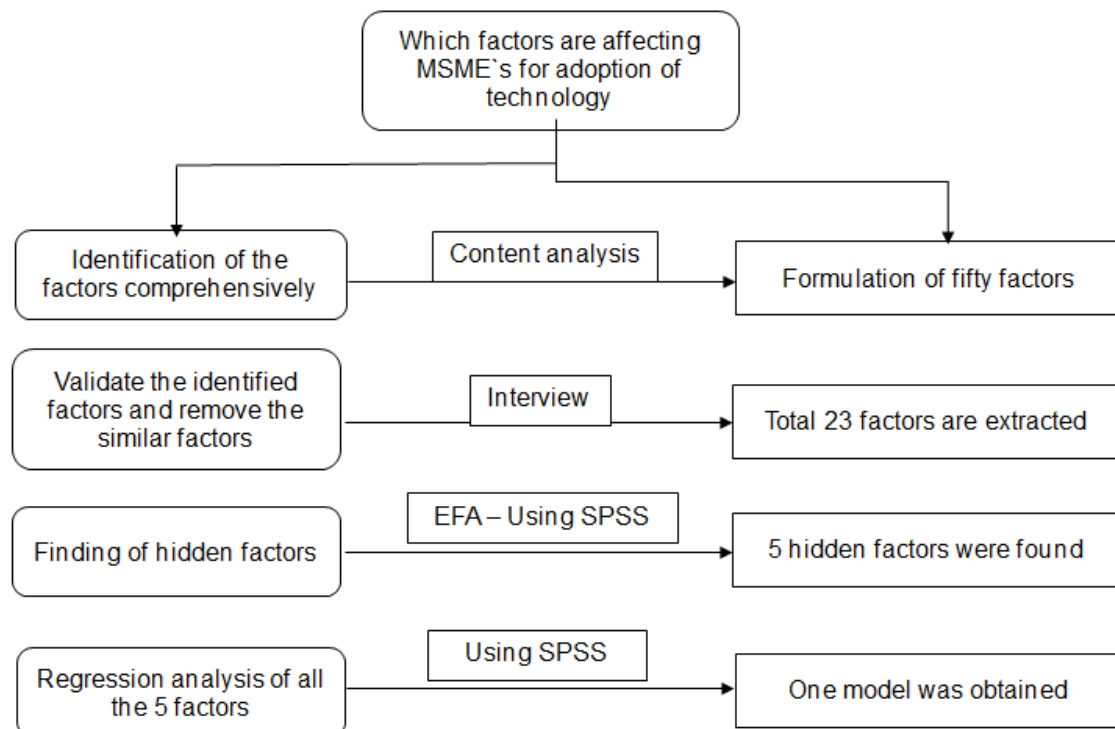 Which factors are affecting
MSME`s for adoption of
technology
Identification of the
factors comprehensively
Content analysis
Formulation of fifty factors
Validate the identified
factors and remove the
similar factors
Interview
Total 23 factors are extracted
Finding of hidden factors
EFA – Using SPSS
5 hidden factors were found
Regression analysis of all
the 5 factors
Using SPSS
One model was obtained